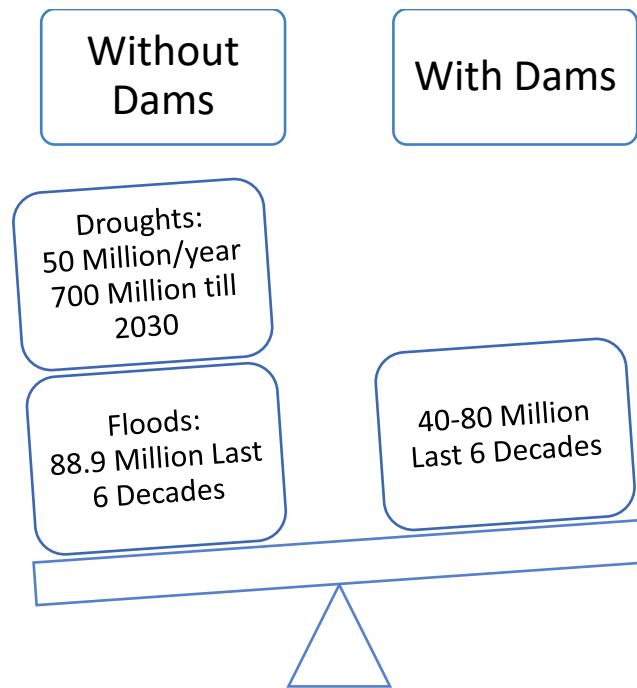 Without
Dams
With Dams
Droughts:
50 Million/year
700 Million till
2030
Floods:
88.9 Million Last
6 Decades
40-80 Million
Last 6 Decades